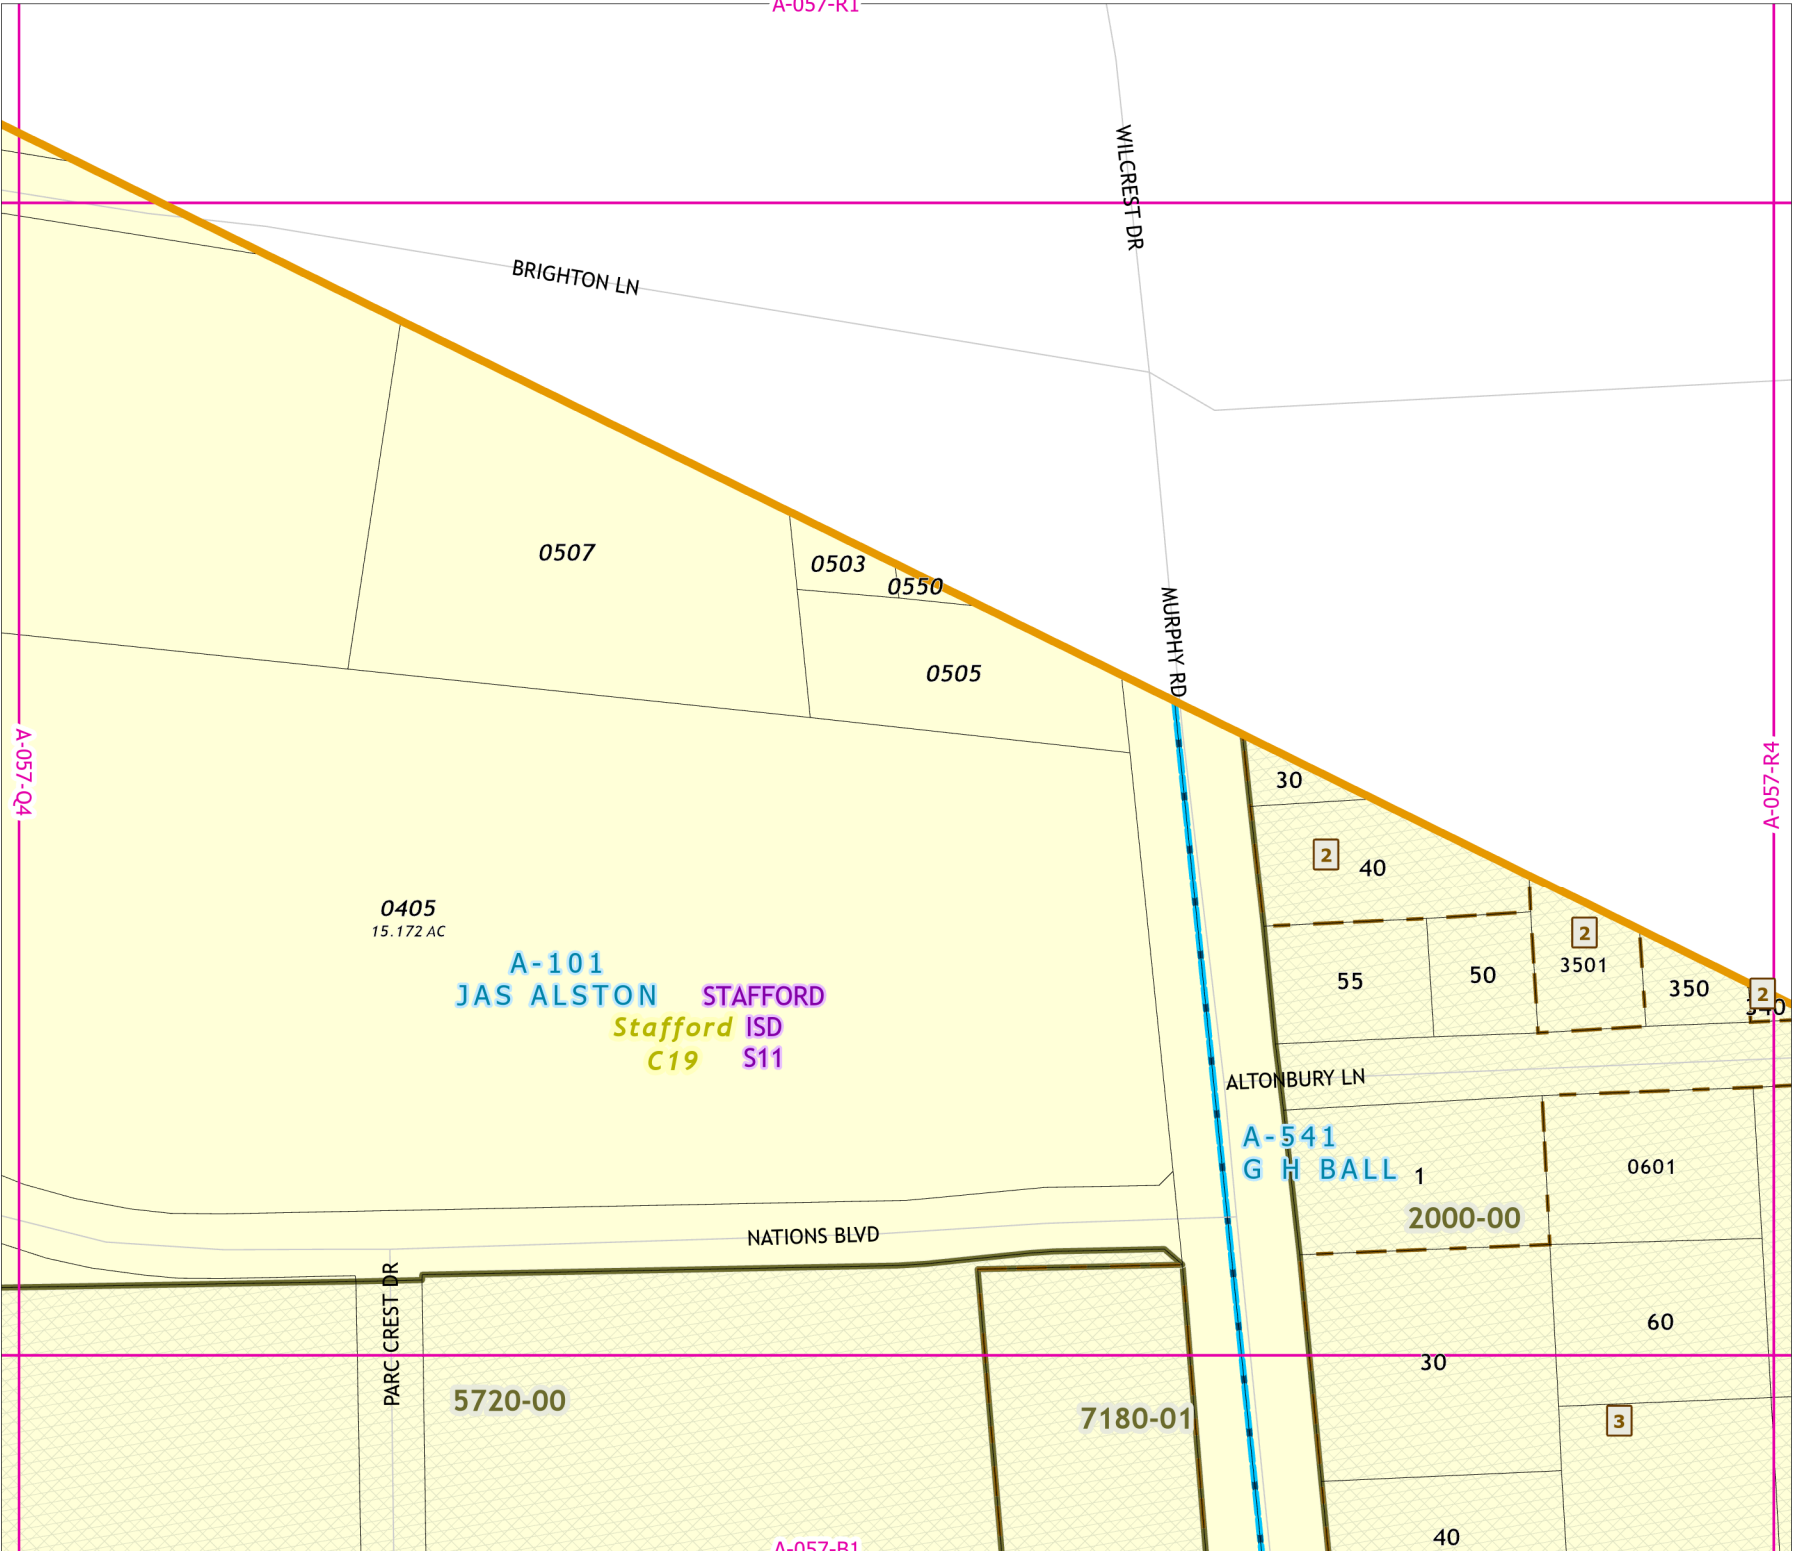 A-057-R1
WILCREST DR
BRIGHTON LN
0507
0503
0550
0505
MURPHY RD
A-057-Q4
A-057-R4
30
2
40
0405
15.172 AC
2
3501
55
50
350
2
340
A-101
JAS ALSTON
STAFFORD
Stafford
ISD
C19
S11
ALTONBURY LN
A-541
G H BALL
1
0601
2000-00
NATIONS BLVD
PARC CREST DR
60
30
5720-00
7180-01
3
40
A-057-B1